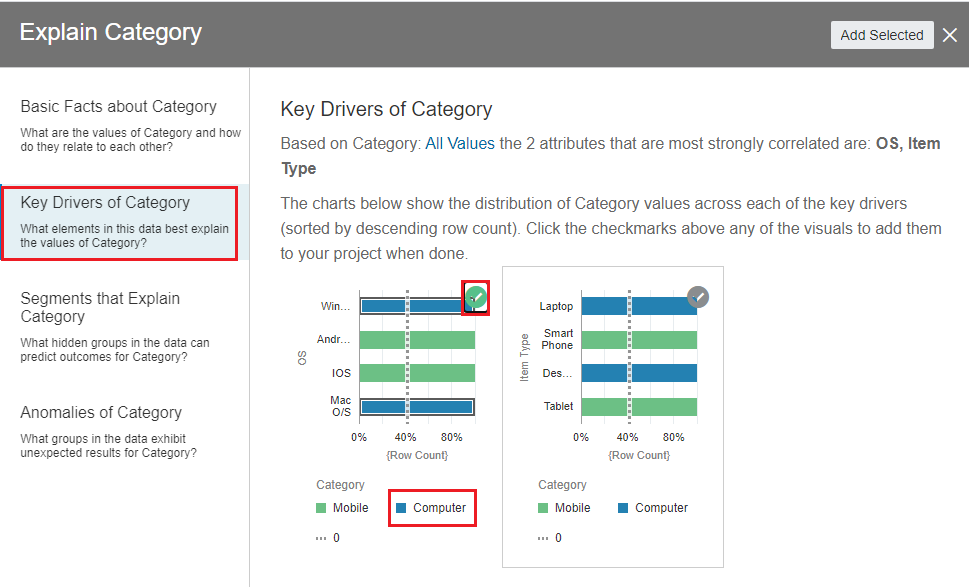 Explain Category
Add Selected
Basic Facts about Category
What are the values of Category and how
do they relate to each other?
Key Drivers of Category
What elements in this data best explain
the values of Category?
Segments that Explain
Category
What hidden groups in the data can
predict outcomes for Category?
Anomalies of Category
What groups in the data exhibit
unexpected results for Category?
Key Drivers of Category
Based on Category: All Values the 2 attributes that are most strongly correlated are: OS, Item
Type
The charts below show the distribution of Category values across each of the key drivers
(sorted by descending row count). Click the checkmarks above any of the visuals to add them
to your project when done.
OS
Win...
Andr...
IOS
Mac
O/S
0% 40% 80%
{Row Count}
Category
Mobile Computer
0
Item Type
Laptop
Smart
Phone
Des...
Tablet
0% 40% 80%
{Row Count}
Category
Mobile Computer
0